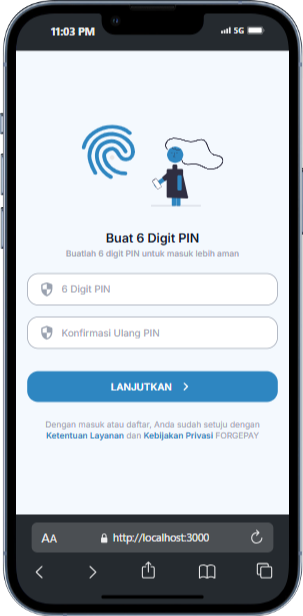 11:03 PM
5G
Buat 6 Digit PIN
Buatlah 6 digit PIN untuk masuk lebih aman
6 Digit PIN
Konfirmasi Ulang PIN
LANJUTKAN
Dengan masuk atau daftar, Anda sudah setuju dengan
Ketentuan Layanan dan Kebijakan Privasi FORGEPAY
AA
http://localhost:3000